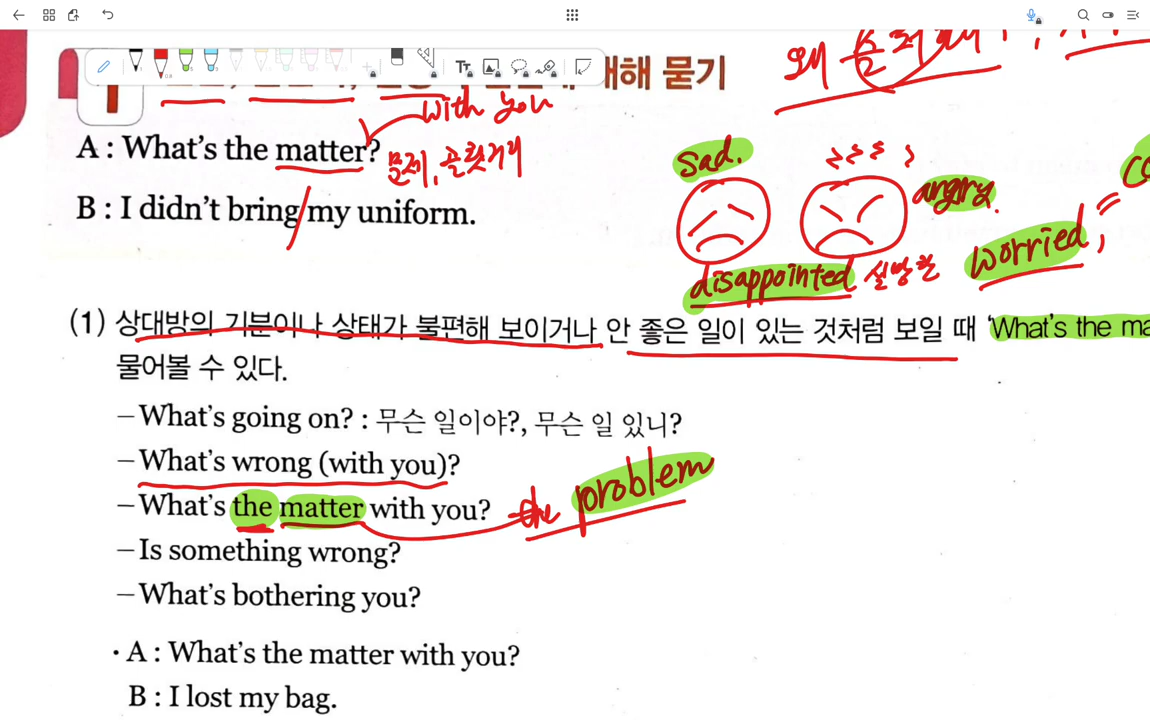 대해 묻기
왜
with you
A : What's the matter?
문제, 골칫거리
sad.
angry.
B : I didn't bring/my uniform.
worried,
disappointed 실망한
(1) 상대방의 기분이나 상태가 불편해 보이거나 안 좋은 일이 있는 것처럼 보일 때 'What's the ma
물어볼 수 있다.
– What's going on? : 무슨 일이야?, 무슨 일 있니?
– What's wrong (with you)?
the problem
– What's the matter with you?
– Is something wrong?
– What's bothering you?
· A : What's the matter with you?
B : I lost my bag.